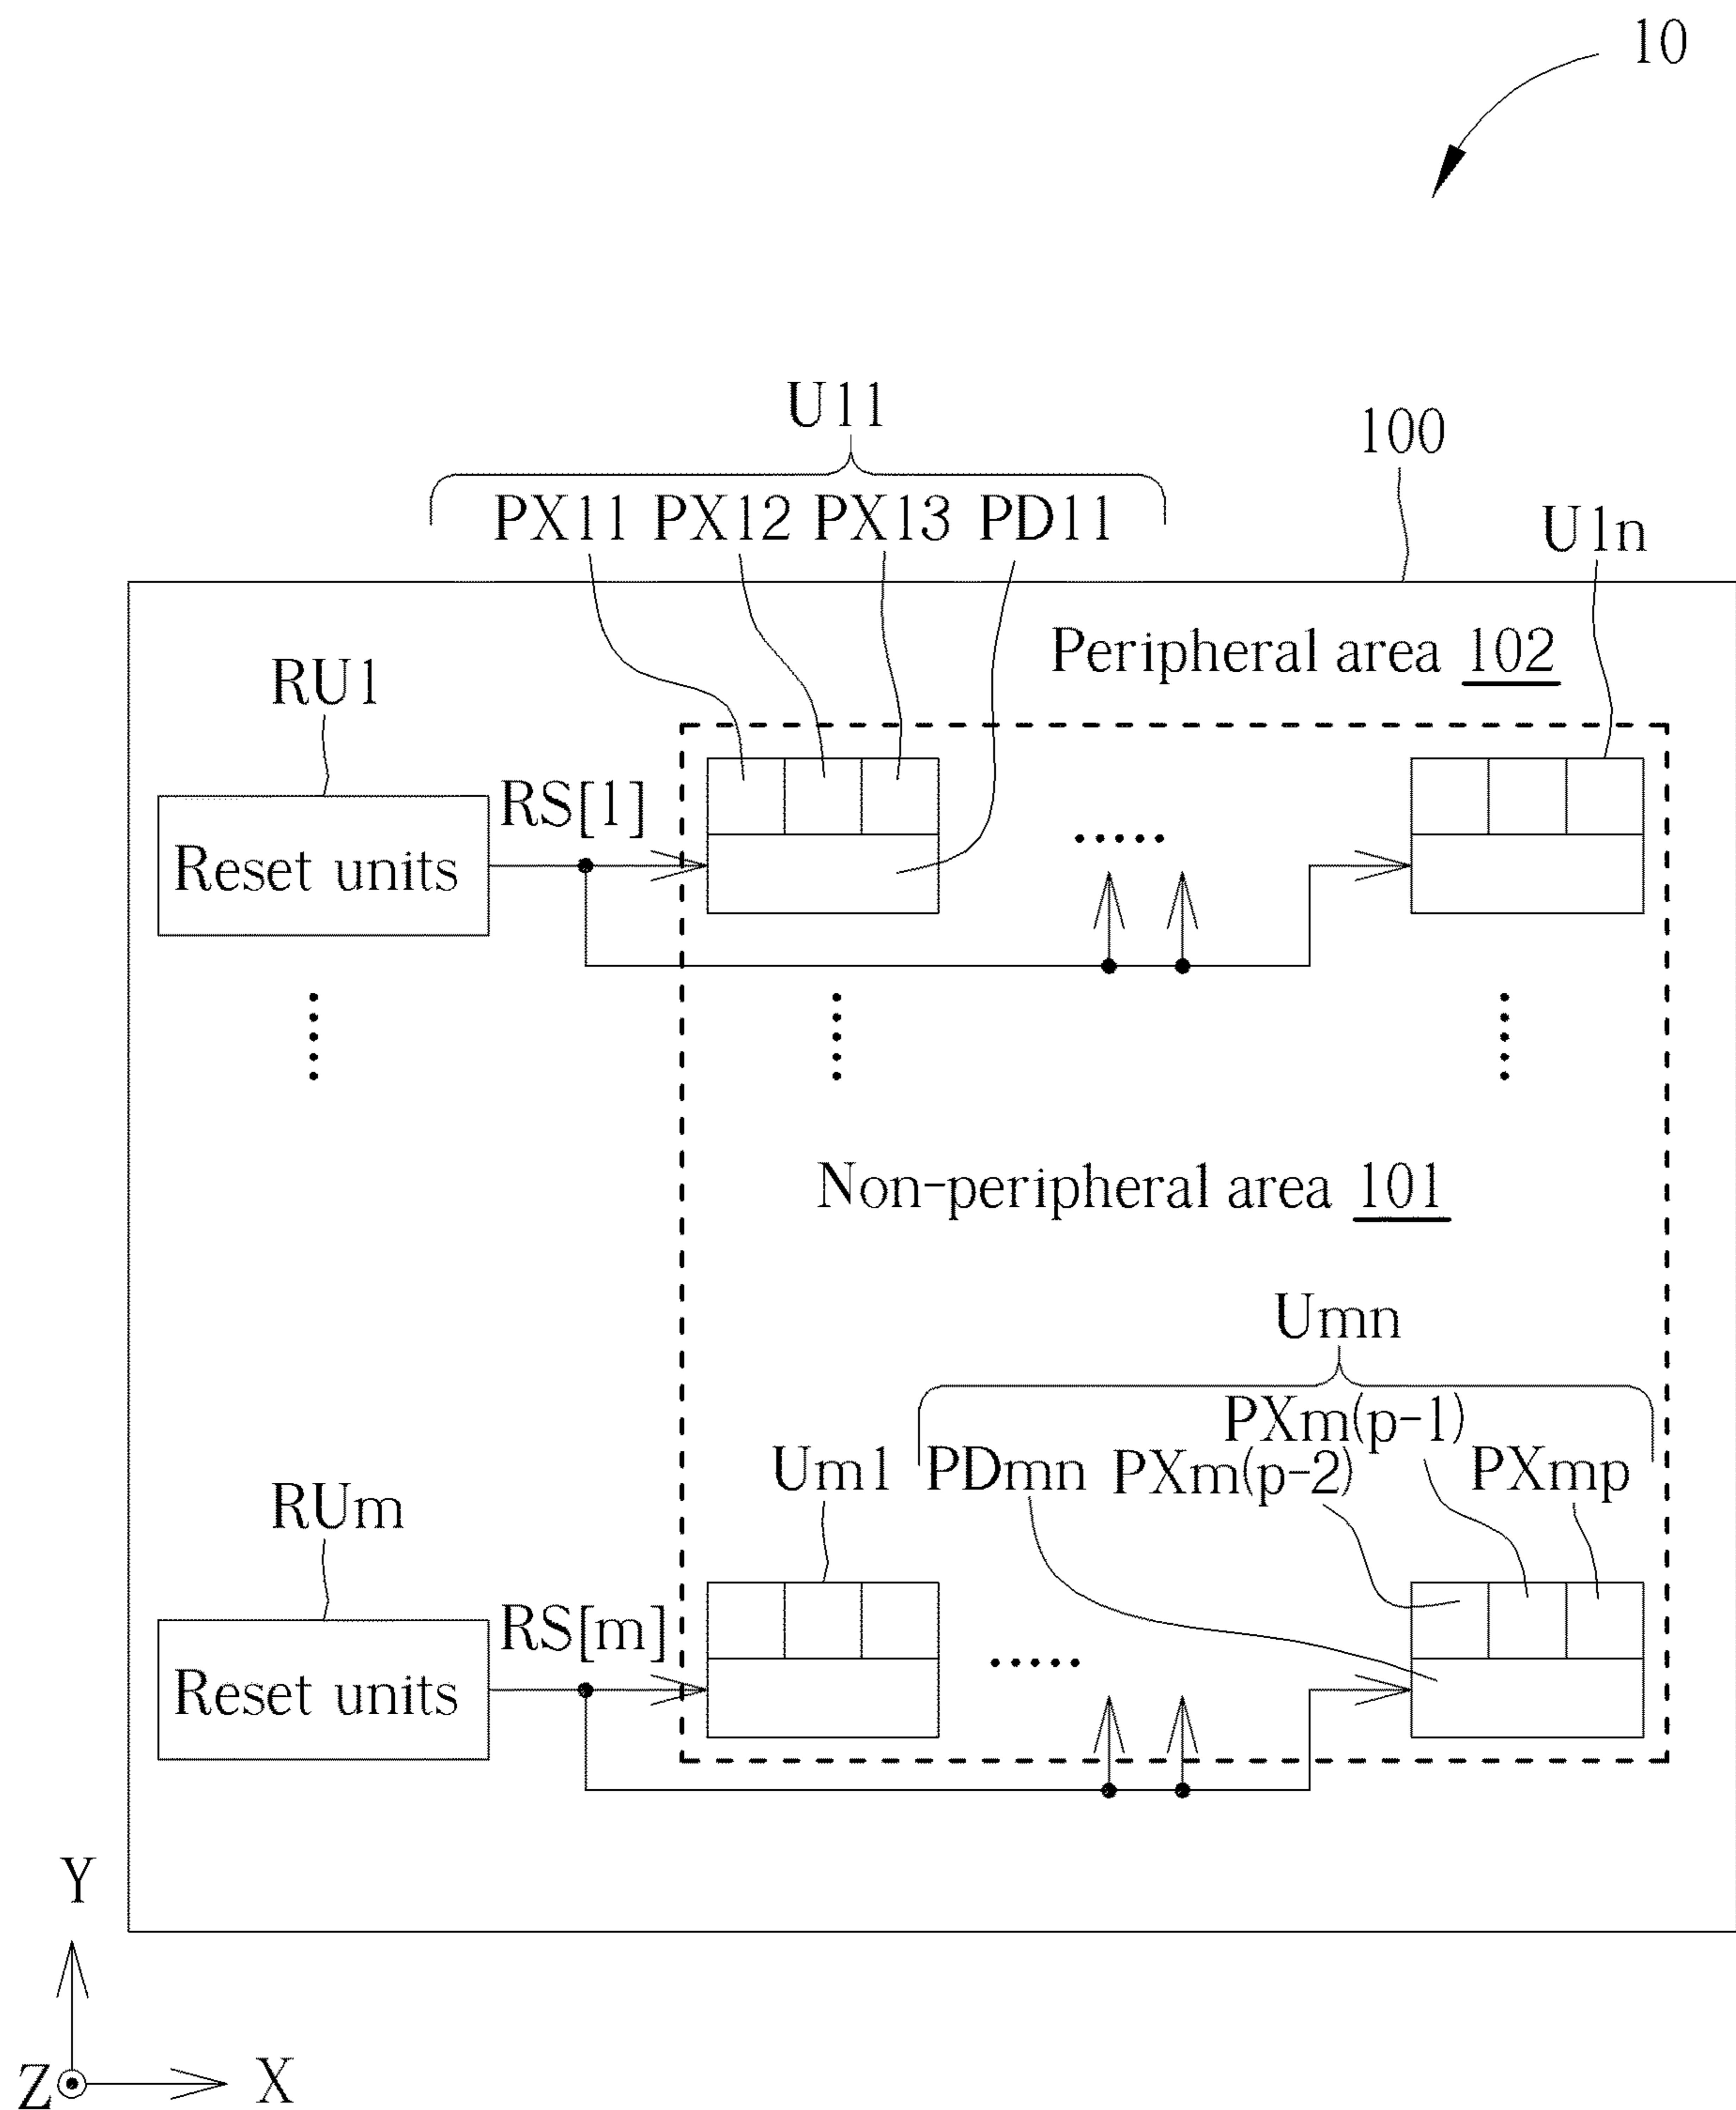 10
U11
100
PX11 PX12 PX13 PD11
U1n
Peripheral area 102
RU1
RS[1]
Reset units
Non-peripheral area 101
Umn
PXm(p-1)
Um1 PDmn PXm(p-2) PXmp
RUm
RS[m]
Reset units
Y
Z X